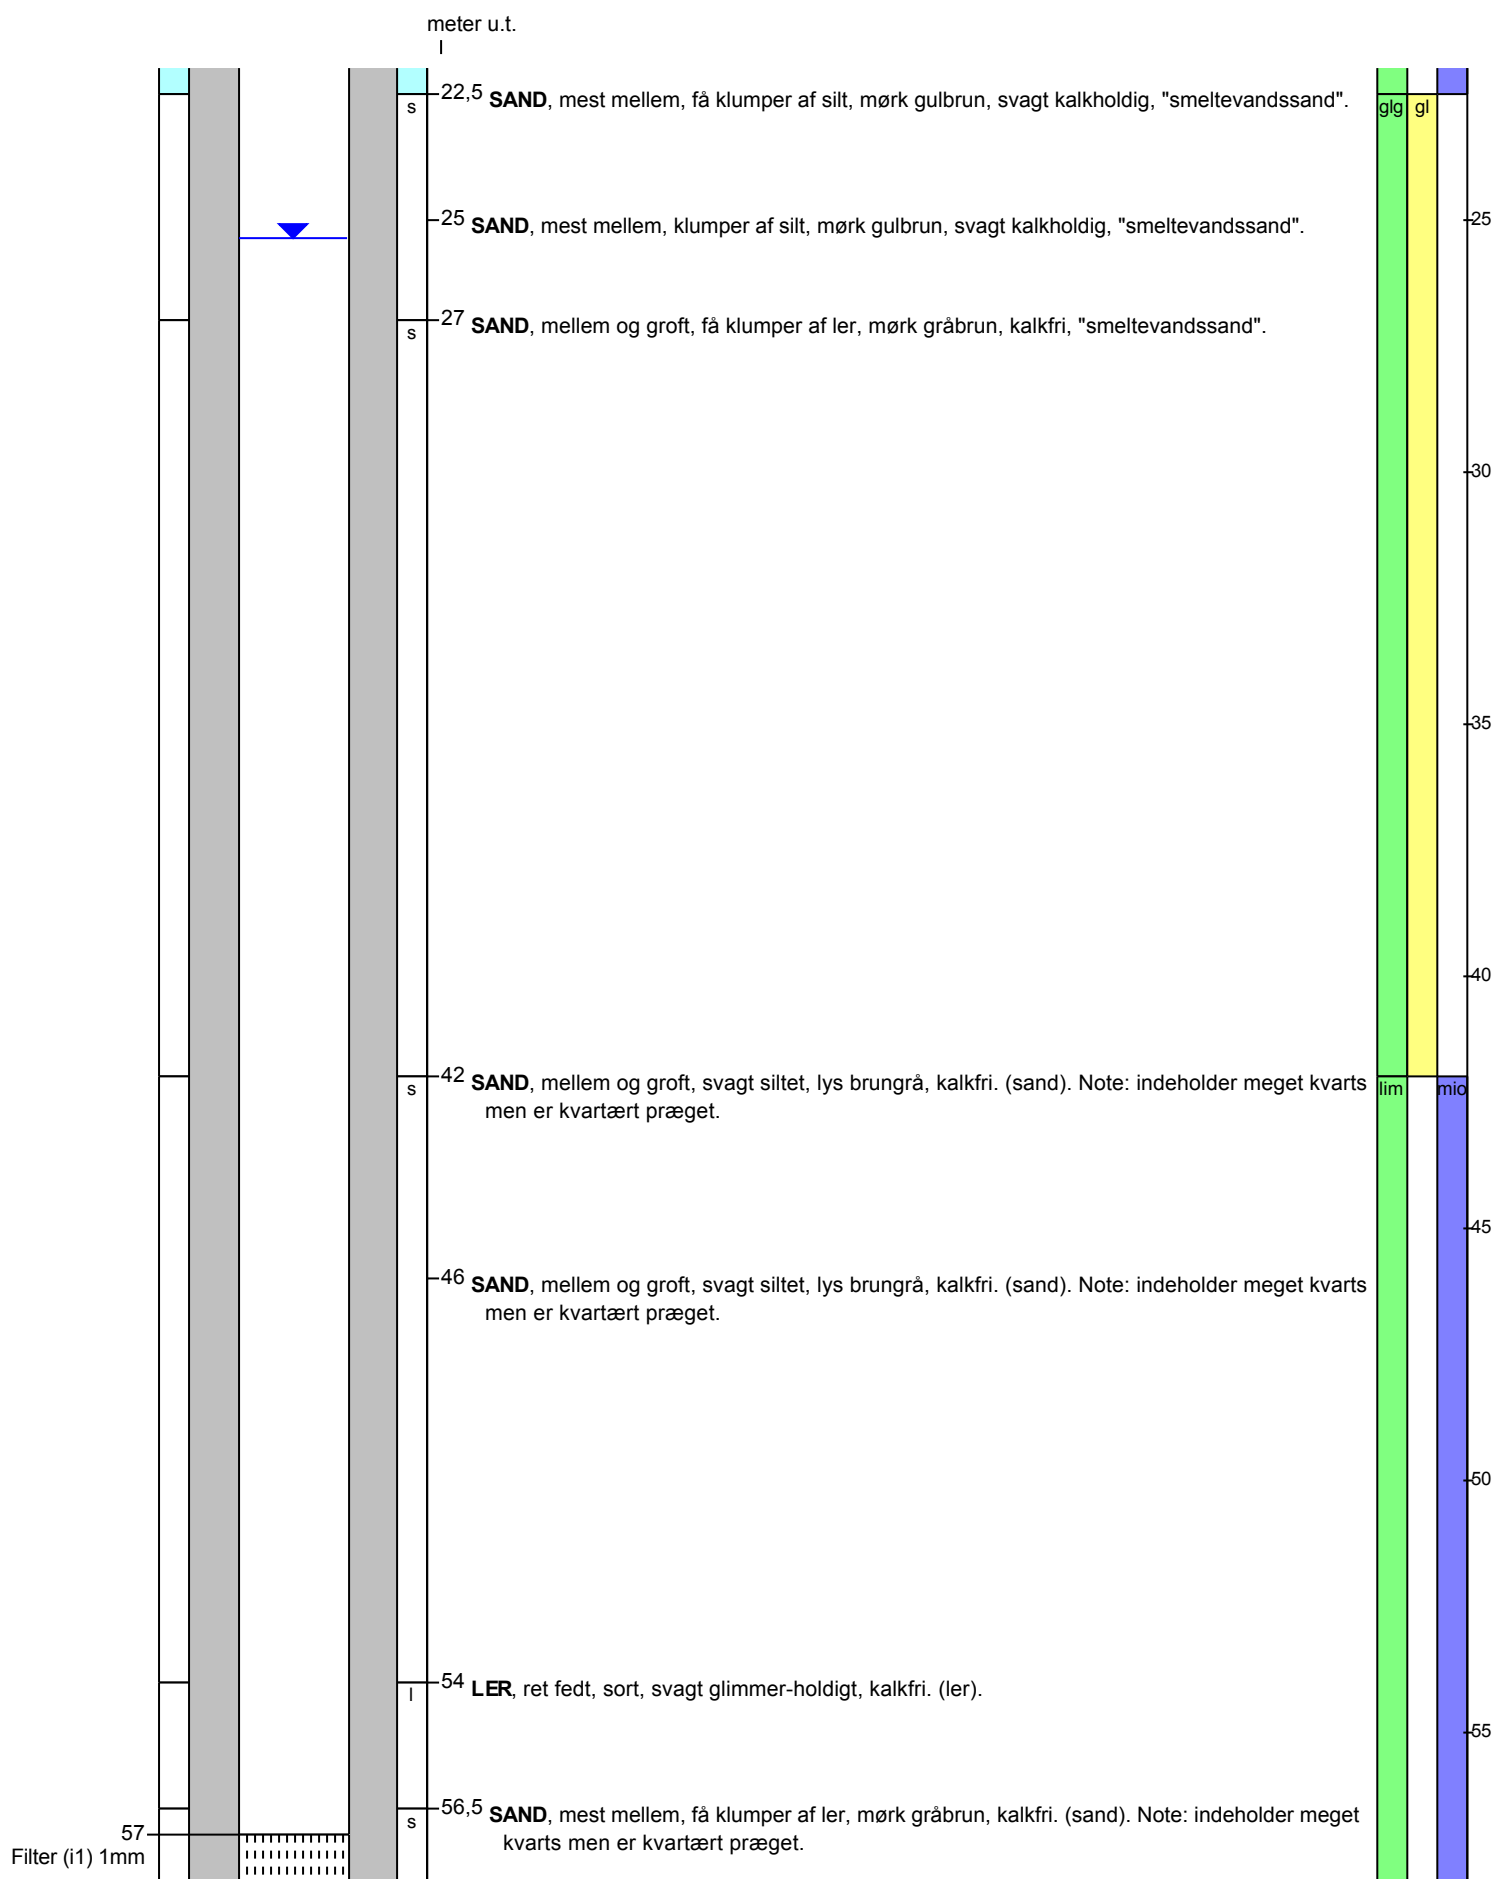 meter u.t.
22,5 SAND, mest mellem, få klumper af silt, mørk gulbrun, svagt kalkholdig, "smeltevandssand".
s
glg gl
25 SAND, mest mellem, klumper af silt, mørk gulbrun, svagt kalkholdig, "smeltevandssand".
25
27 SAND, mellem og groft, få klumper af ler, mørk gråbrun, kalkfri, "smeltevandssand".
s
30
35
40
42 SAND, mellem og groft, svagt siltet, lys brungrå, kalkfri. (sand). Note: indeholder meget kvarts
men er kvartært præget.
s
lim mio
45
46 SAND, mellem og groft, svagt siltet, lys brungrå, kalkfri. (sand). Note: indeholder meget kvarts
men er kvartært præget.
50
54 LER, ret fedt, sort, svagt glimmer-holdigt, kalkfri. (ler).
l
55
56,5 SAND, mest mellem, få klumper af ler, mørk gråbrun, kalkfri. (sand). Note: indeholder meget
kvarts men er kvartært præget.
s
57
Filter (i1) 1mm